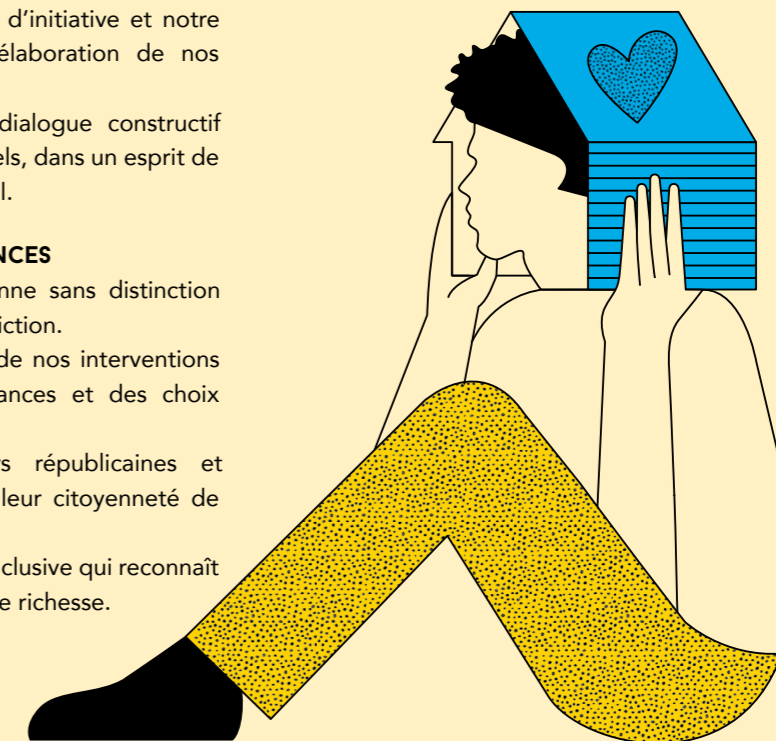 d’initiative et notre
élaboration de nos
dialogue constructif
els, dans un esprit de
l.
NCES
nne sans distinction
iction.
de nos interventions
ances et des choix
s républicaines et
leur citoyenneté de
clusive qui reconnaît
e richesse.